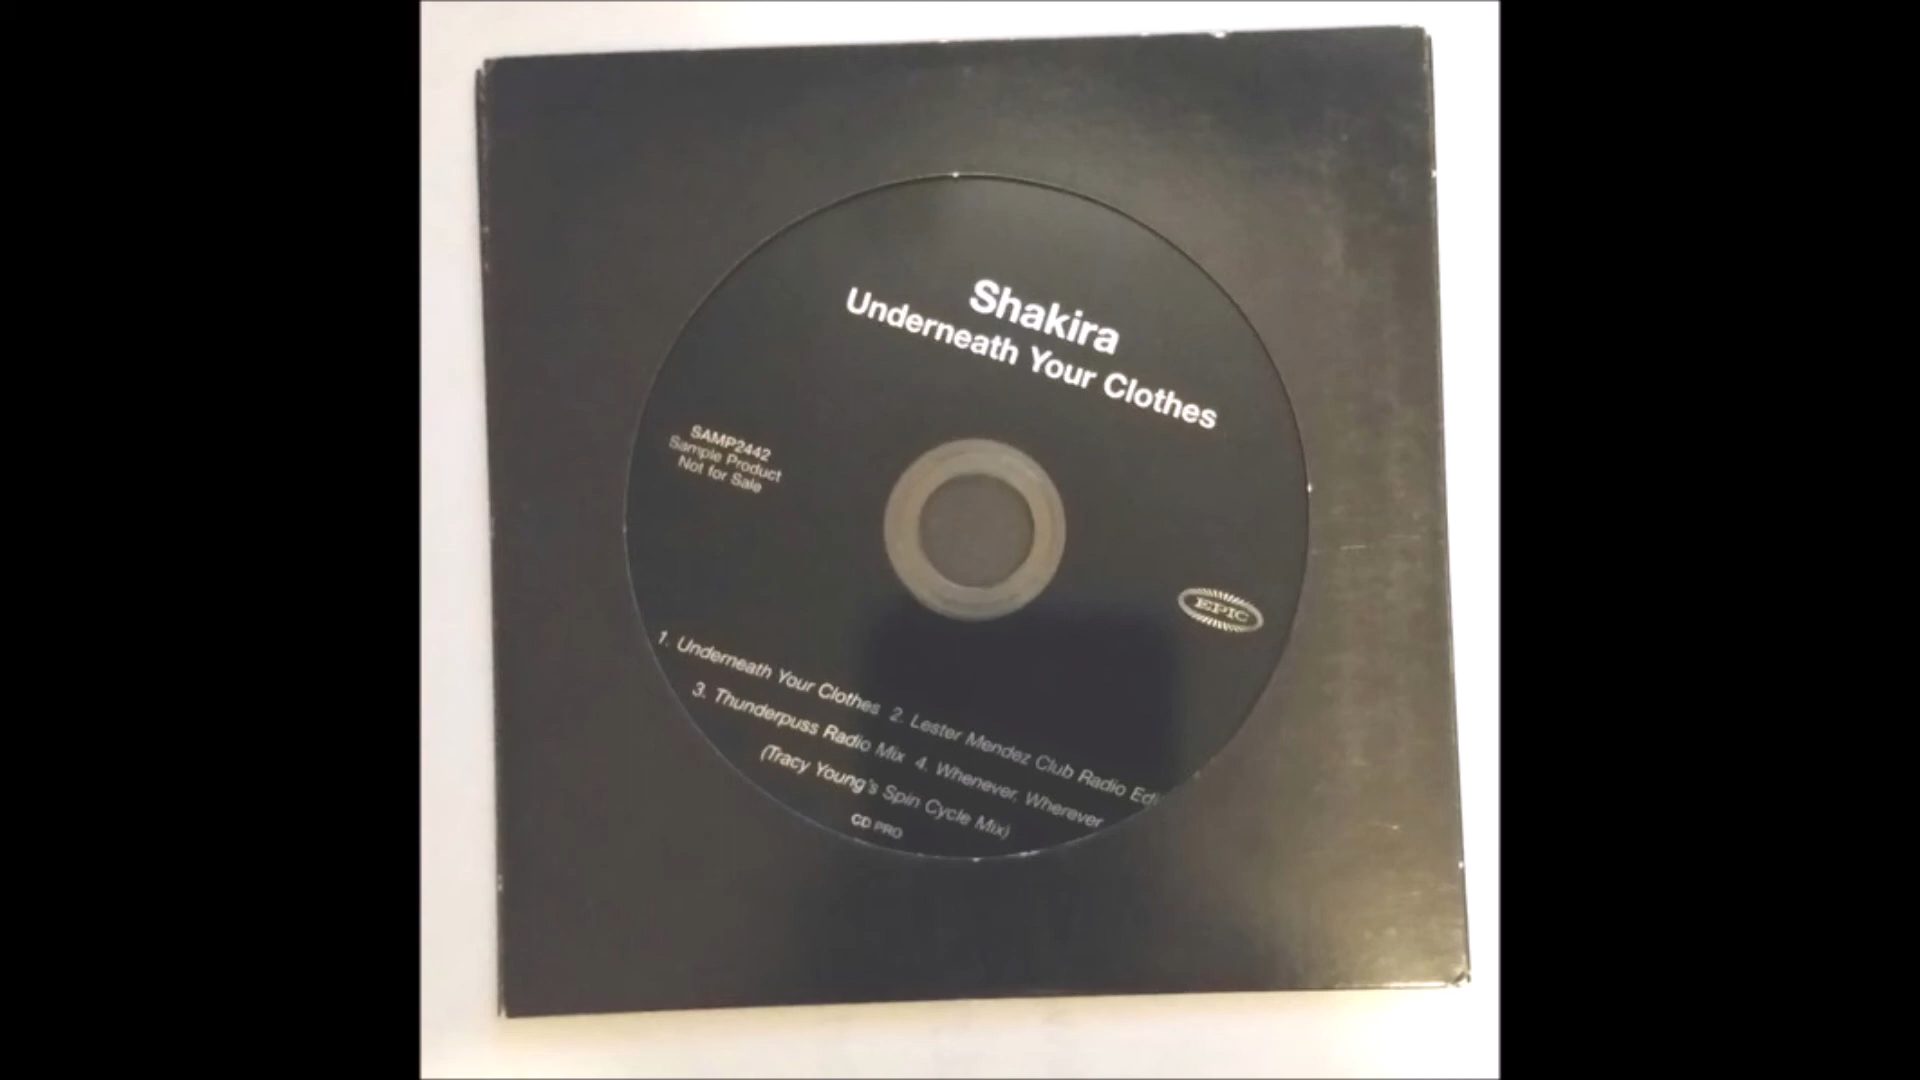 Shakira
Underneath Your Clothes
SAMP2442
Sample Product
Not for Sale
EPIC
1. Underneath Your Clothes 2. Lester Mendez Club Radio
3. Thunderpuss Radio Mix 4. Whenever, Wherever
(Tracy Young's Spin Cycle Mix)
CD PRO